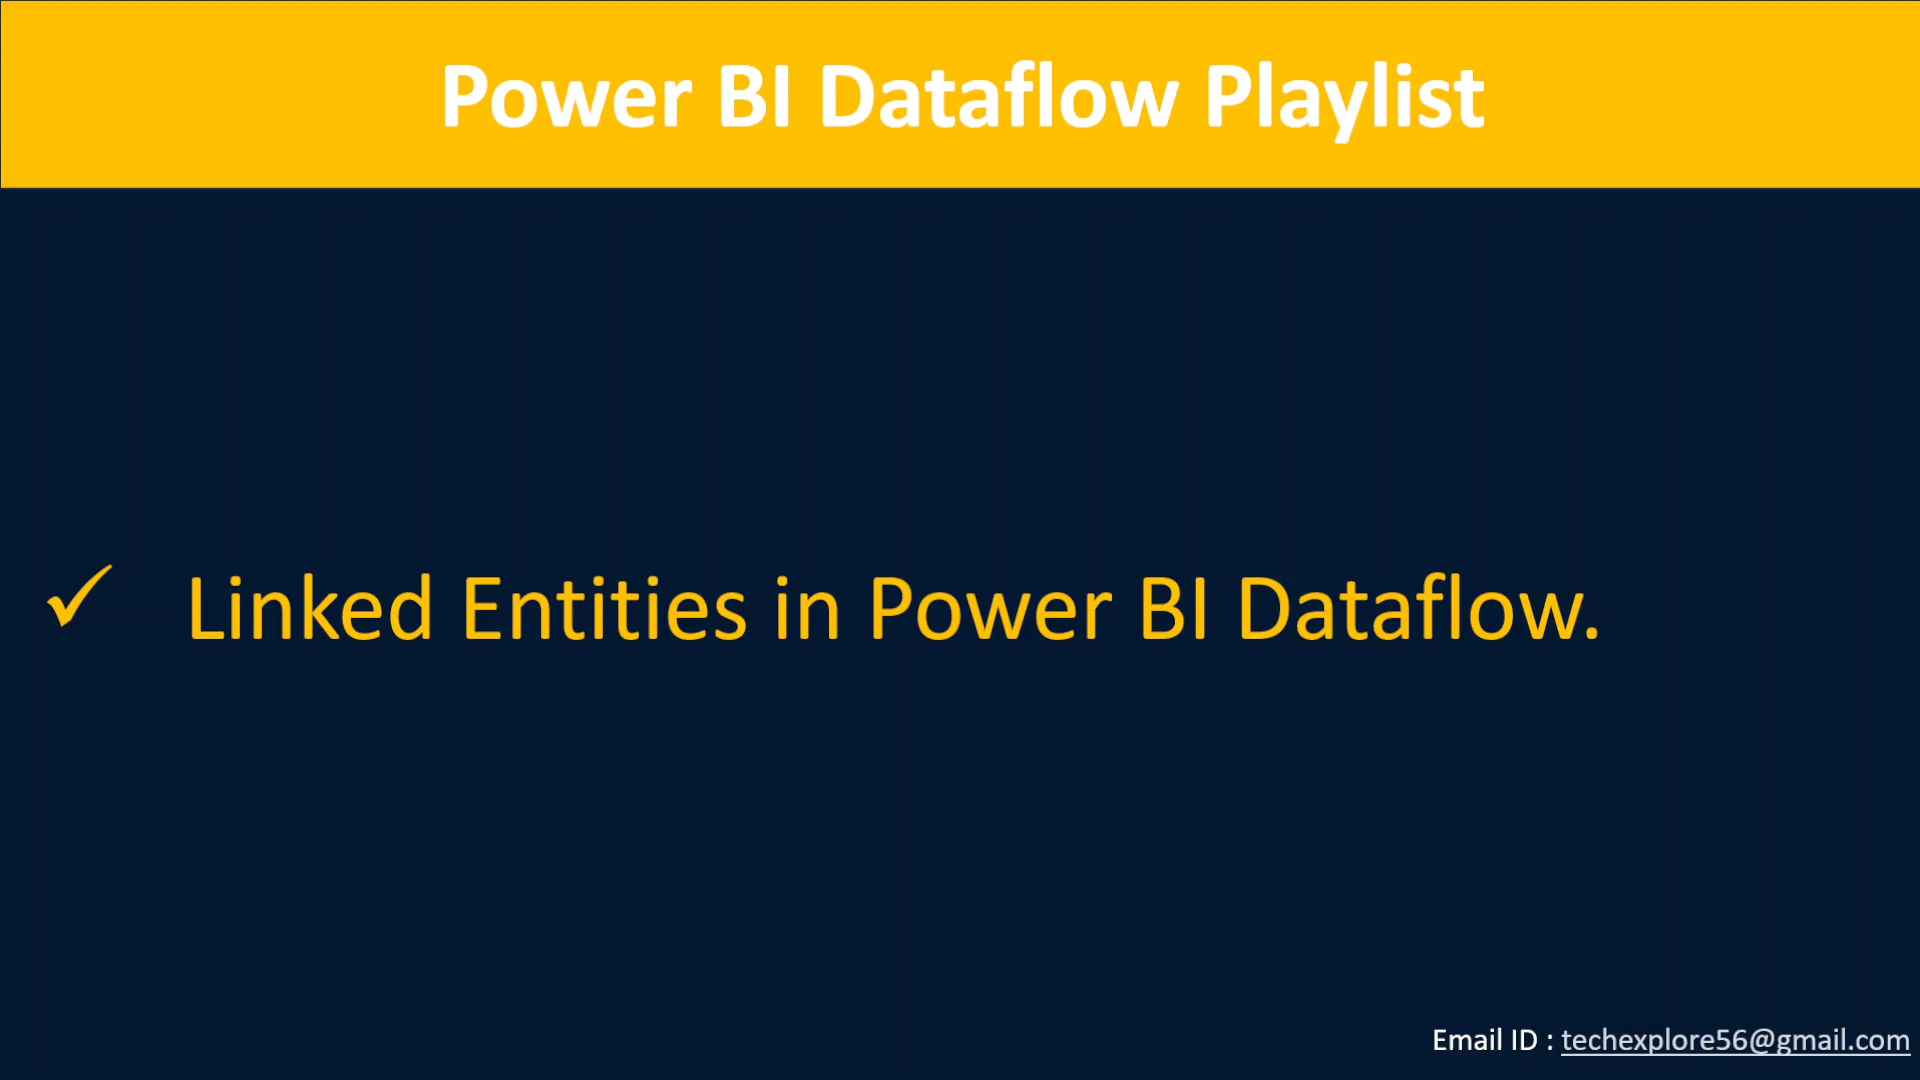 Power BI Dataflow Playlist
✓ Linked Entities in Power BI Dataflow.
Email ID : techexplore56@gmail.com